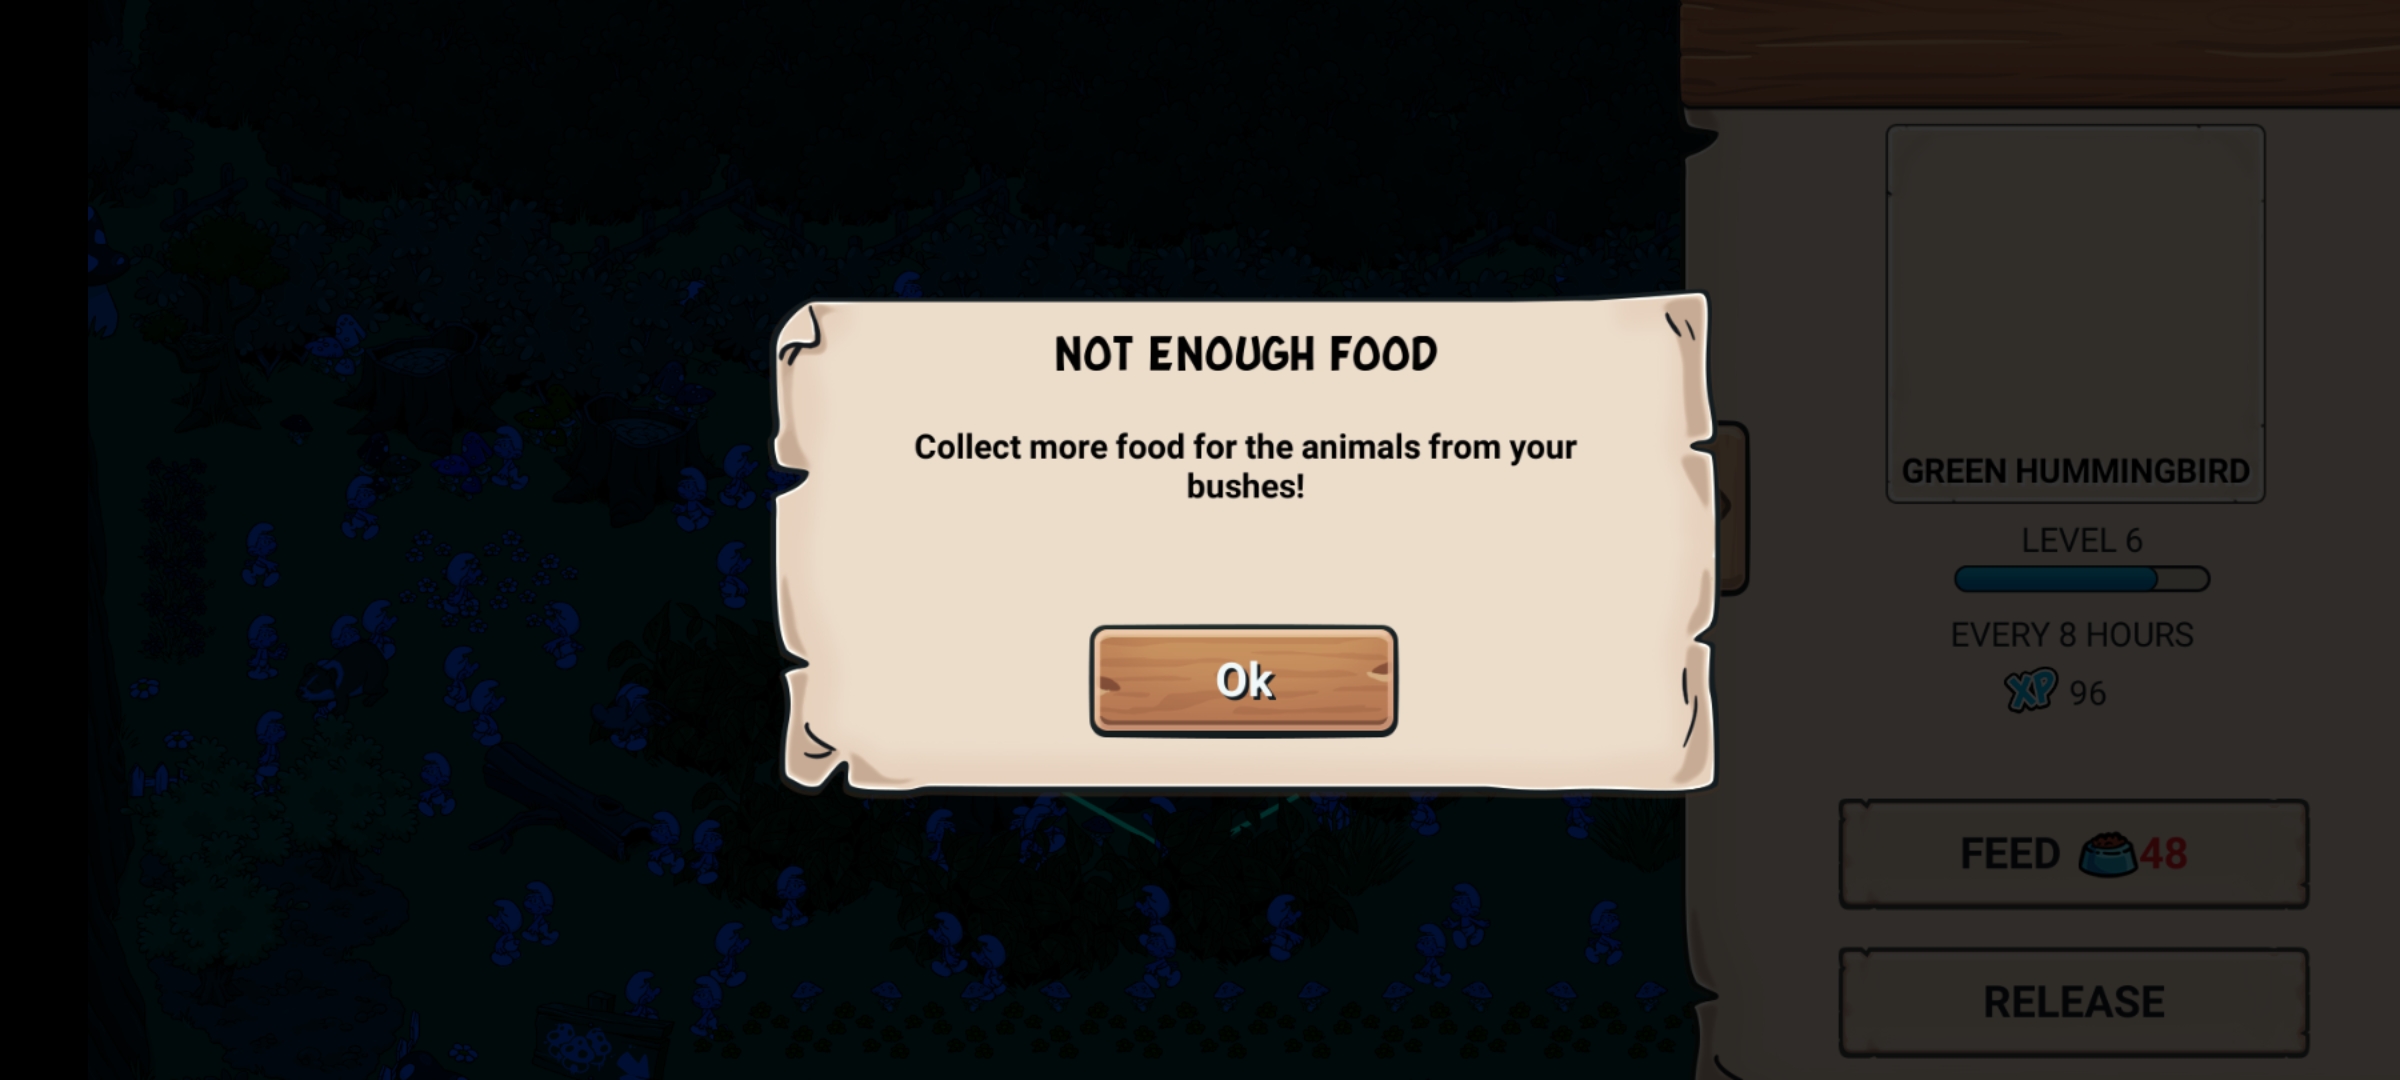 NOT ENOUGH FOOD
Collect more food for the animals from your
bushes!
Ok
GREEN HUMMINGBIRD
LEVEL 6
EVERY 8 HOURS
XP 96
FEED 48
RELEASE